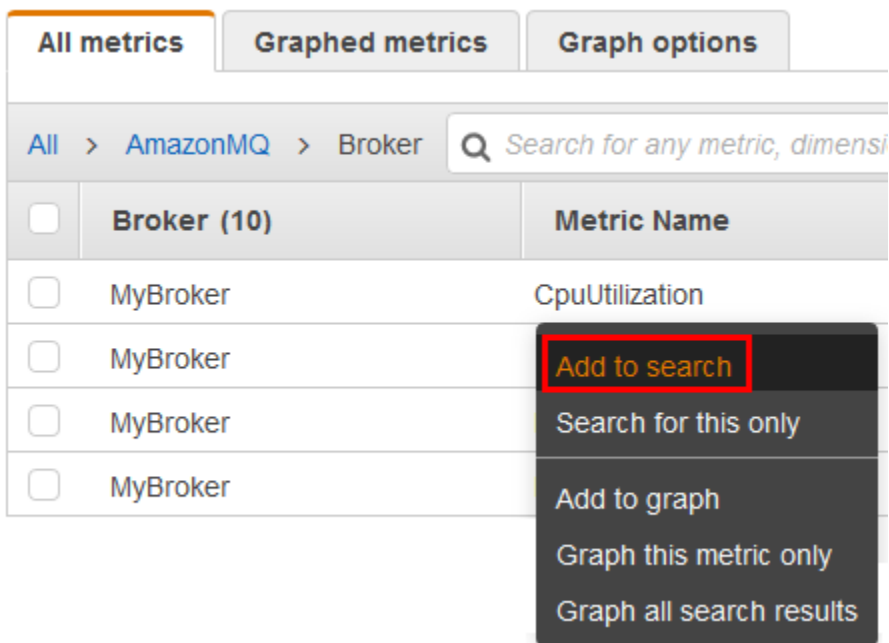 All metrics Graphed metrics Graph options
All > AmazonMQ > Broker Search for any metric, dimensi
Broker (10) Metric Name
MyBroker CpuUtilization
MyBroker
MyBroker
MyBroker
Add to search
Search for this only
Add to graph
Graph this metric only
Graph all search results